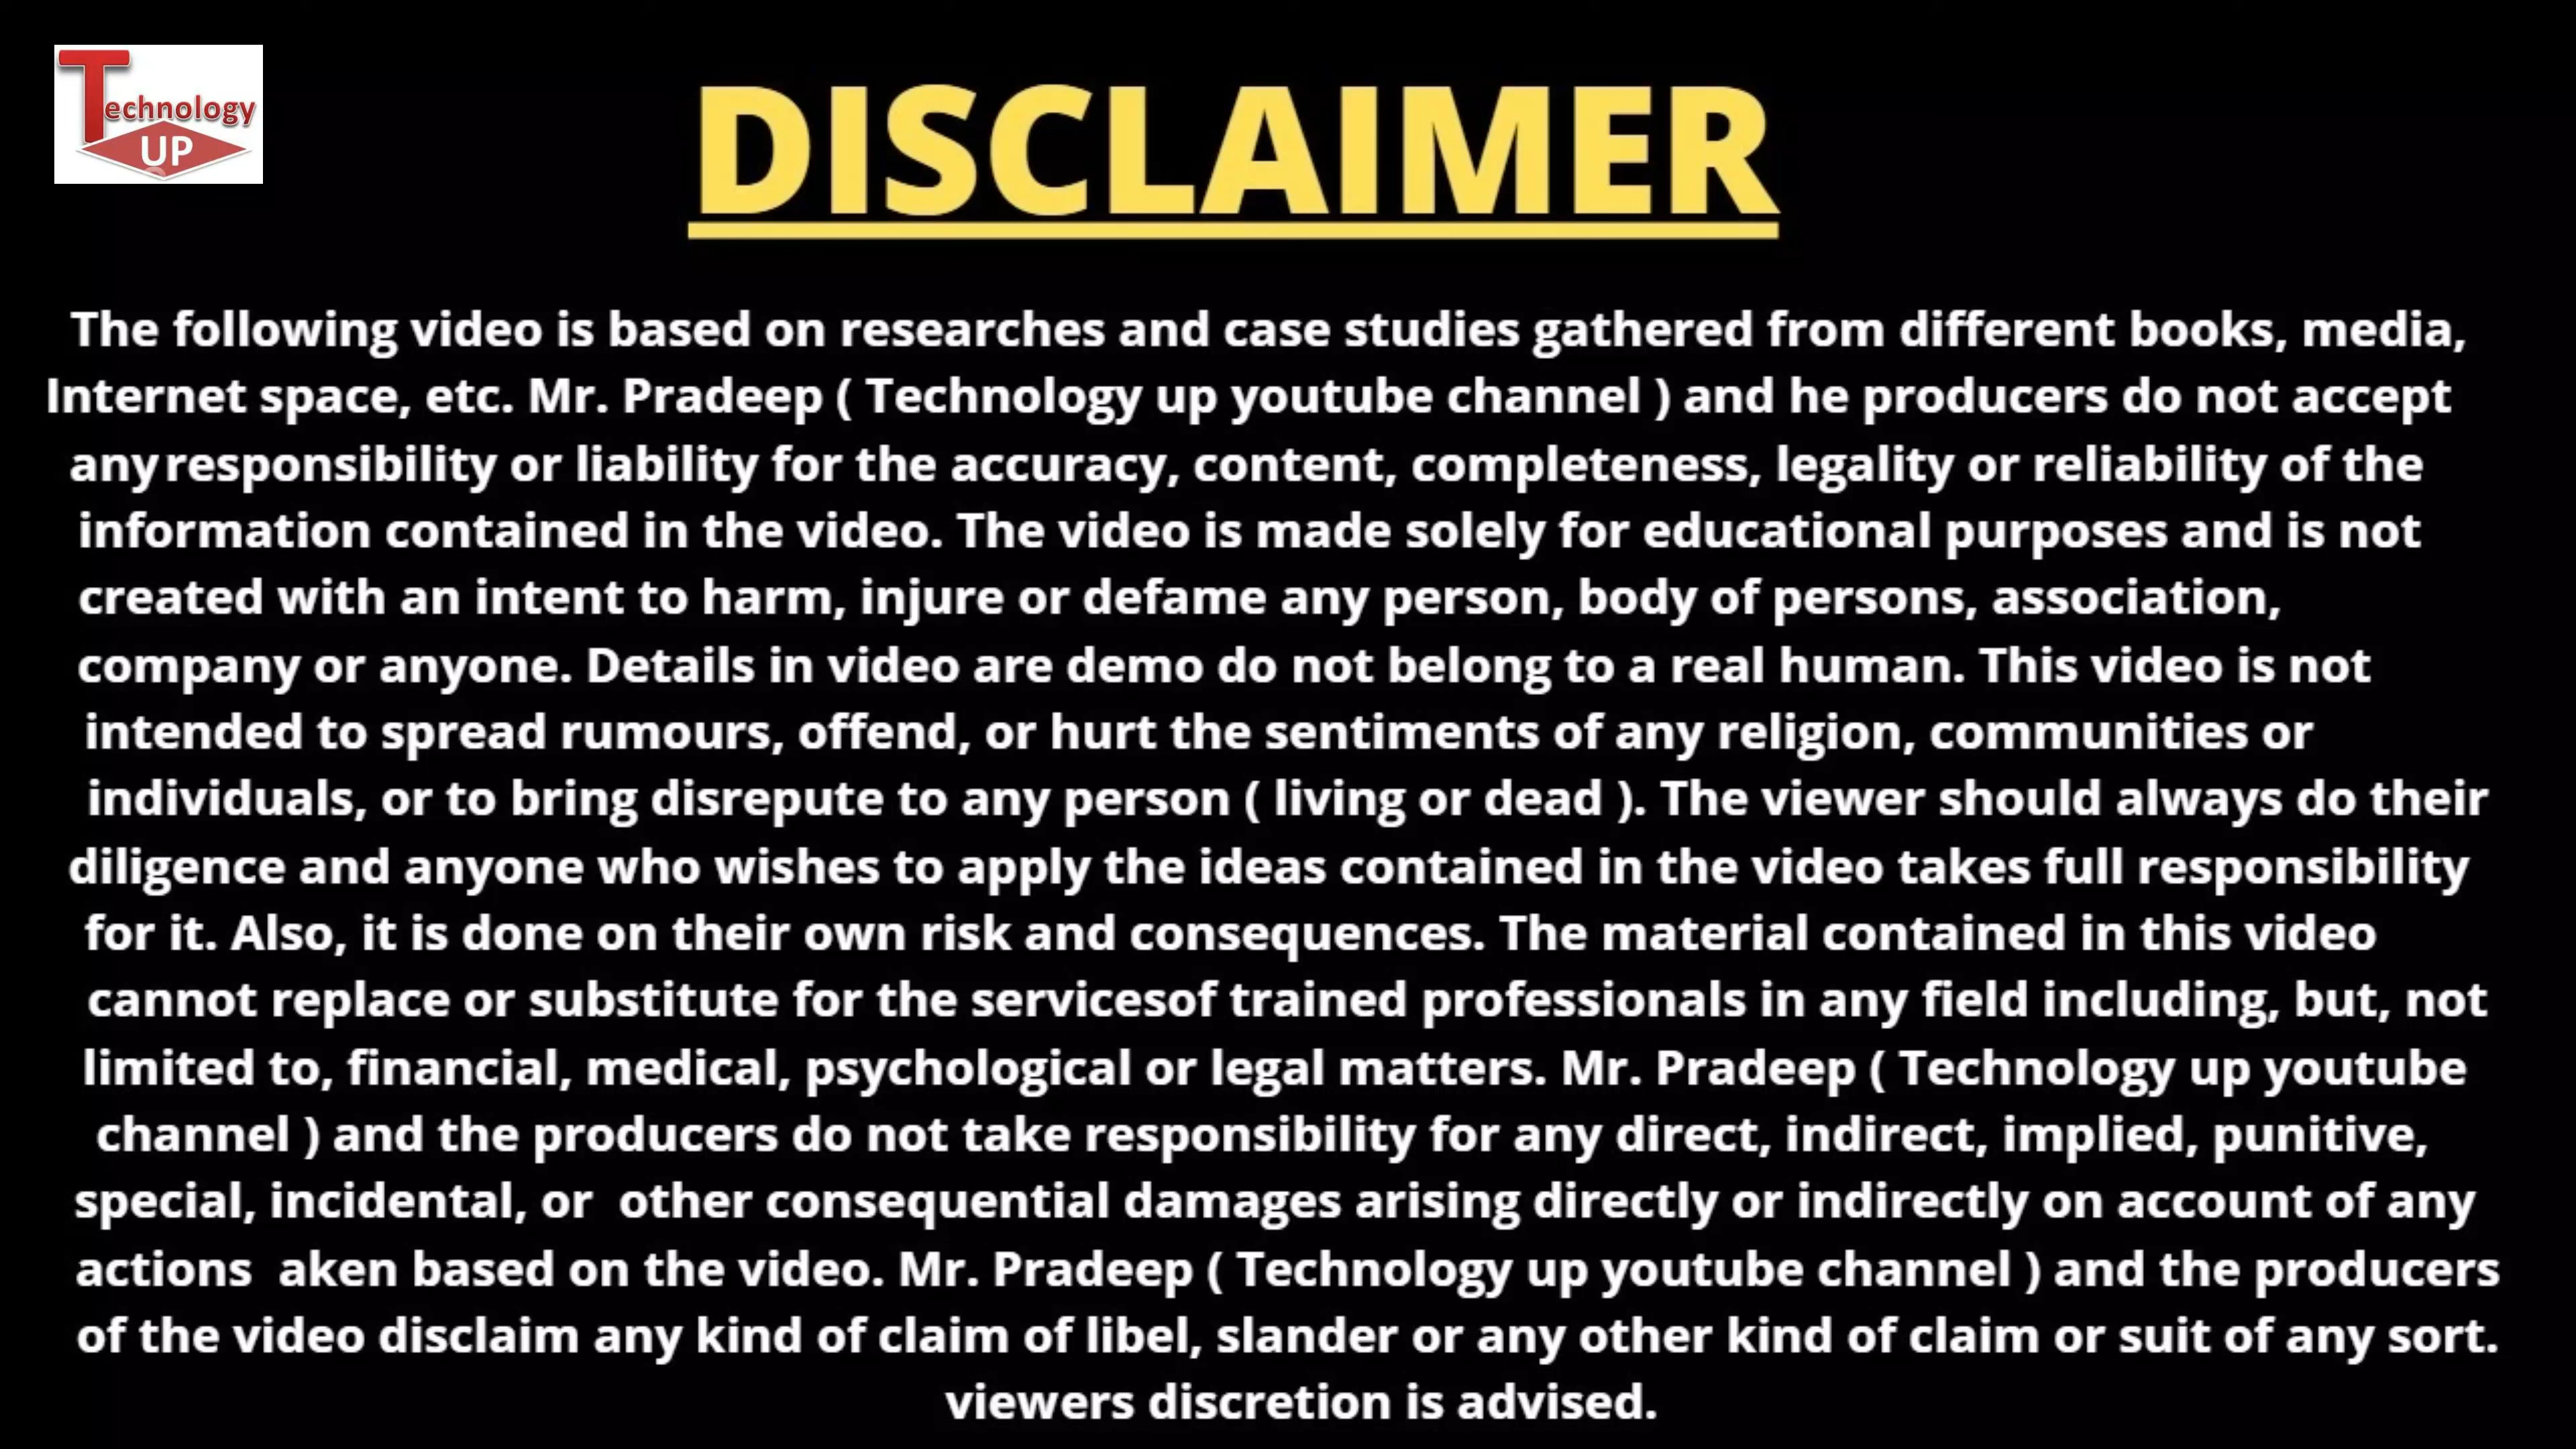 Technology
UP
DISCLAIMER
The following video is based on researches and case studies gathered from different books, media,
Internet space, etc. Mr. Pradeep ( Technology up youtube channel ) and he producers do not accept
any responsibility or liability for the accuracy, content, completeness, legality or reliability of the
information contained in the video. The video is made solely for educational purposes and is not
created with an intent to harm, injure or defame any person, body of persons, association,
company or anyone. Details in video are demo do not belong to a real human. This video is not
intended to spread rumours, offend, or hurt the sentiments of any religion, communities or
individuals, or to bring disrepute to any person ( living or dead ). The viewer should always do their
diligence and anyone who wishes to apply the ideas contained in the video takes full responsibility
for it. Also, it is done on their own risk and consequences. The material contained in this video
cannot replace or substitute for the servicesof trained professionals in any field including, but, not
limited to, financial, medical, psychological or legal matters. Mr. Pradeep ( Technology up youtube
channel ) and the producers do not take responsibility for any direct, indirect, implied, punitive,
special, incidental, or  other consequential damages arising directly or indirectly on account of any
actions  aken based on the video. Mr. Pradeep ( Technology up youtube channel ) and the producers
of the video disclaim any kind of claim of libel, slander or any other kind of claim or suit of any sort.
viewers discretion is advised.